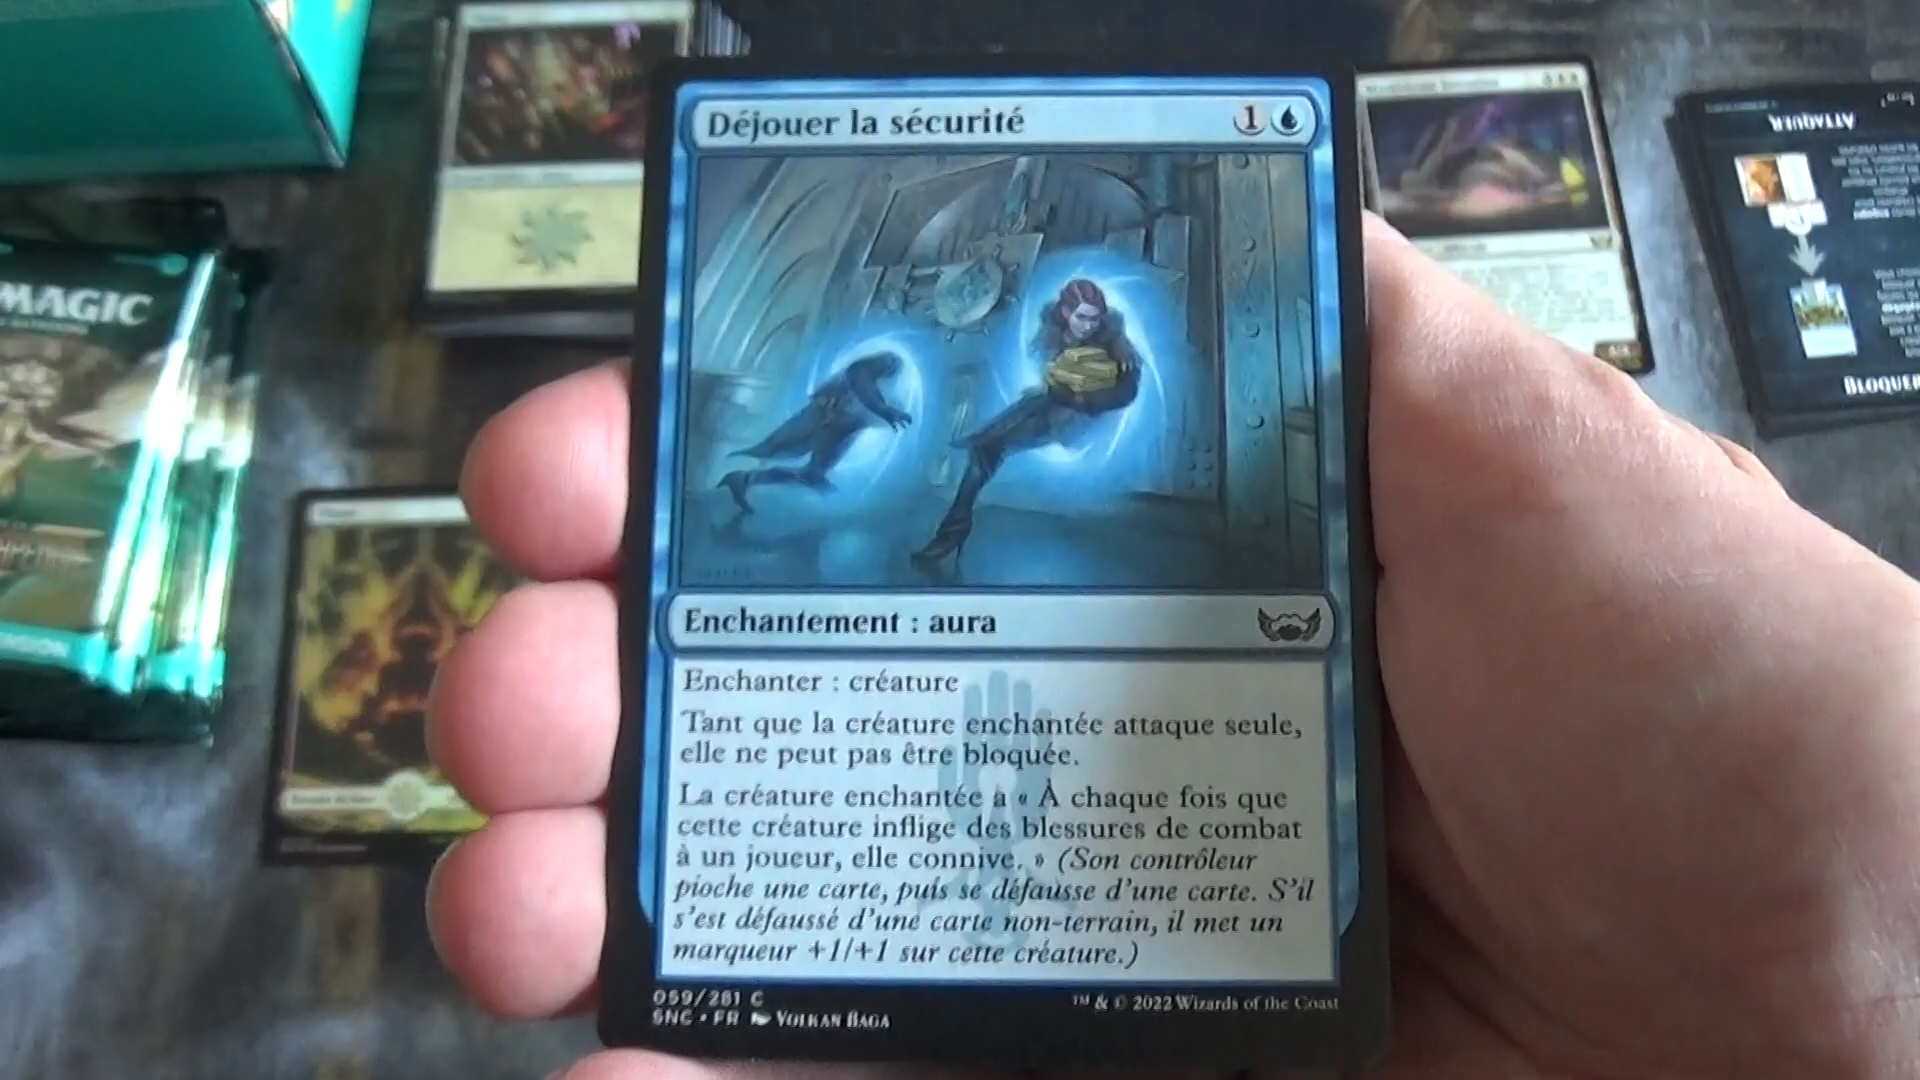 Déjouer la sécurité
1
Enchantement : aura
Enchanter : créature
Tant que la créature enchantée attaque seule,
elle ne peut pas être bloquée.
La créature enchantée a « À chaque fois que
cette créature inflige des blessures de combat
à un joueur, elle connive. » (Son contrôleur
pioche une carte, puis se défausse d'une carte. S'il
s'est défaussé d'une carte non-terrain, il met un
marqueur +1/+1 sur cette créature.)
059/281 C
SNC • FR VOLKAN BAGA
™ & © 2022 Wizards of the Coast
MAGIC
ATTAQUER
BLOQUER